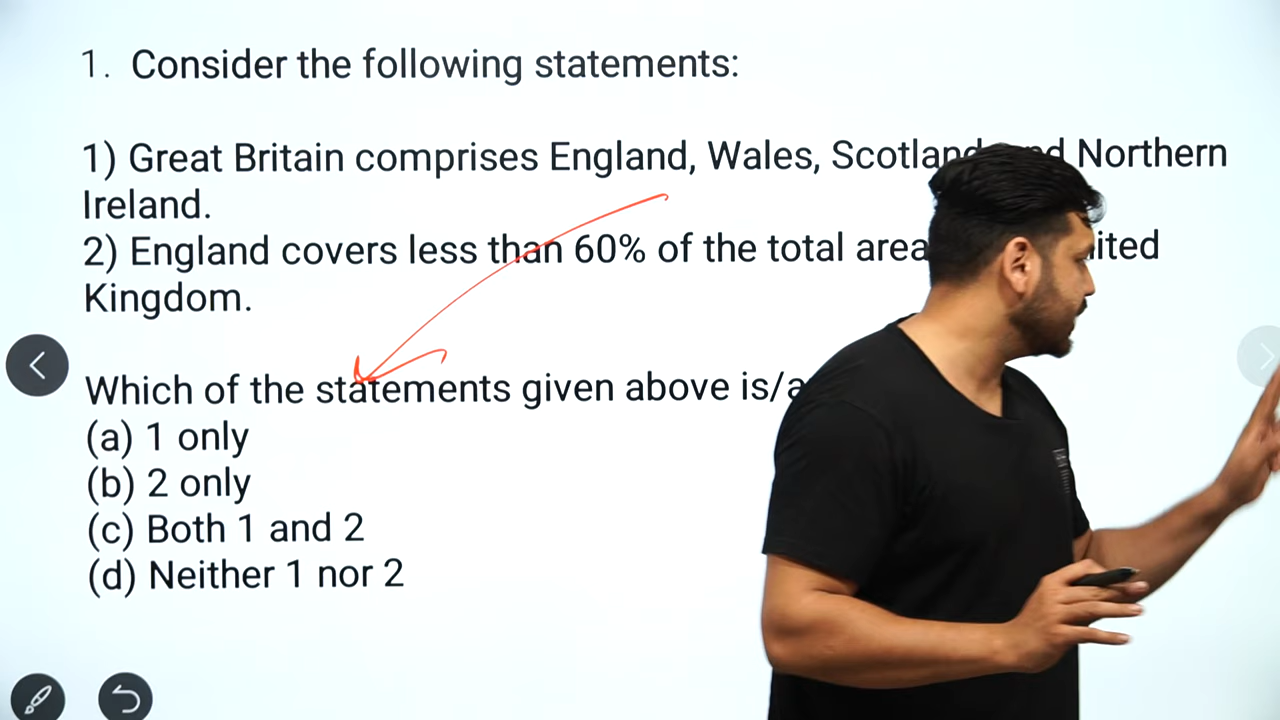 1. Consider the following statements:
1) Great Britain comprises England, Wales, Scotland and Northern
Ireland.
2) England covers less than 60% of the total area
Kingdom.
Which of the statements given above is/a
(a) 1 only
(b) 2 only
(c) Both 1 and 2
(d) Neither 1 nor 2